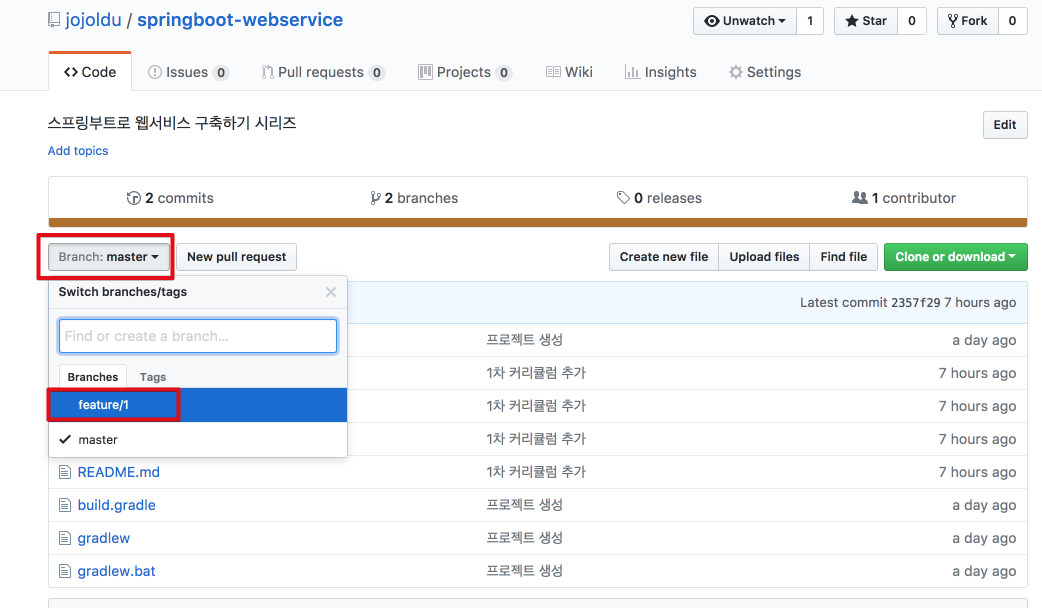 jojoldu / springboot-webservice
Unwatch 1 Star 0 Fork 0
Code Issues 0 Pull requests 0 Projects 0 Wiki Insights Settings
스프링부트로 웹서비스 구축하기 시리즈 Edit
Add topics
2 commits 2 branches 0 releases 1 contributor
Branch: master New pull request Create new file Upload files Find file Clone or download
Switch branches/tags
Latest commit 2357f29 7 hours ago
Find or create a branch...
프로젝트 생성 a day ago
Branches Tags
1차 커리큘럼 추가 7 hours ago
feature/1
1차 커리큘럼 추가 7 hours ago
master
1차 커리큘럼 추가 7 hours ago
README.md 1차 커리큘럼 추가 7 hours ago
build.gradle 프로젝트 생성 a day ago
gradlew 프로젝트 생성 a day ago
gradlew.bat 프로젝트 생성 a day ago